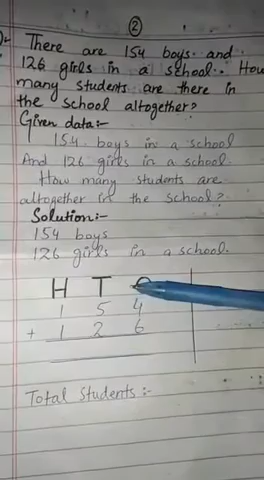 ②
There are 154 boys and
126 girls in a school. How
many students are there in
the school altogether?
Given data:-
154 boys in a school
And 126 girls in a school.
How many students are
altogether in the school?
Solution:-
154 boys
126 girls in a school.
H T
1 5 4
+ 1 2 6
Total Students:-